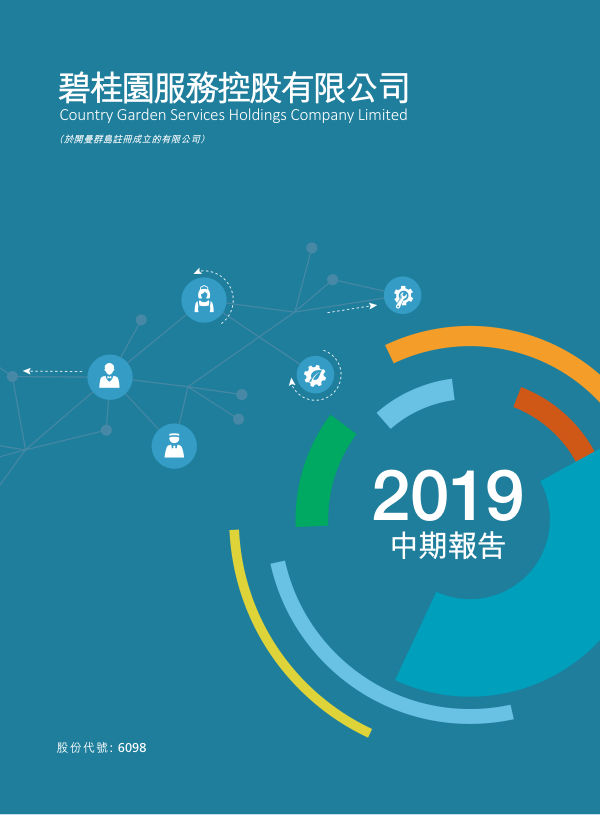 碧桂園服務控股有限公司
Country Garden Services Holdings Company Limited
（於開曼群島註冊成立的有限公司）
2019
中期報告
股份代號: 6098